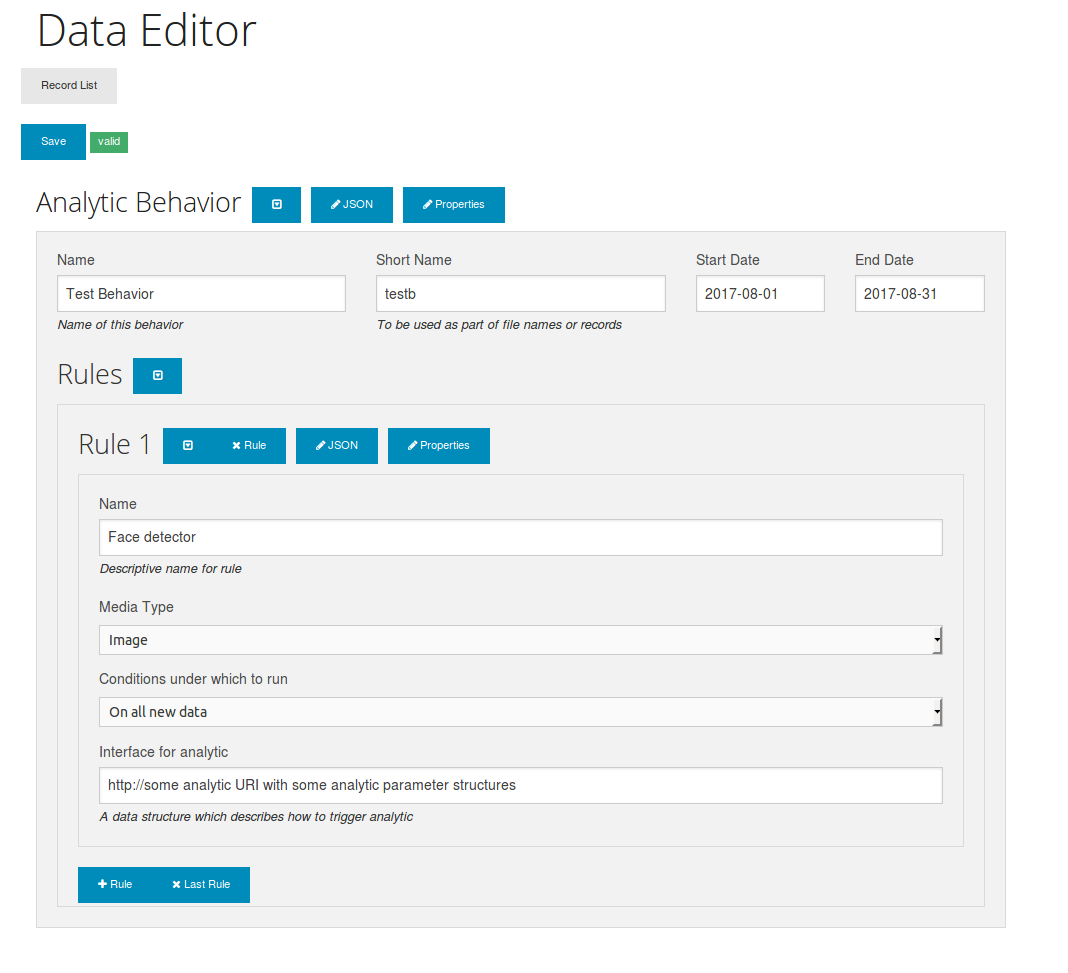 Data Editor
Record List
Save valid
Analytic Behavior JSON Properties
Name Short Name Start Date End Date
Test Behavior testb 2017-08-01 2017-08-31
Name of this behavior To be used as part of file names or records
Rules
Rule 1 Rule JSON Properties
Name
Face detector
Descriptive name for rule
Media Type
Image
Conditions under which to run
On all new data
Interface for analytic
http://some analytic URI with some analytic parameter structures
A data structure which describes how to trigger analytic
Rule Last Rule